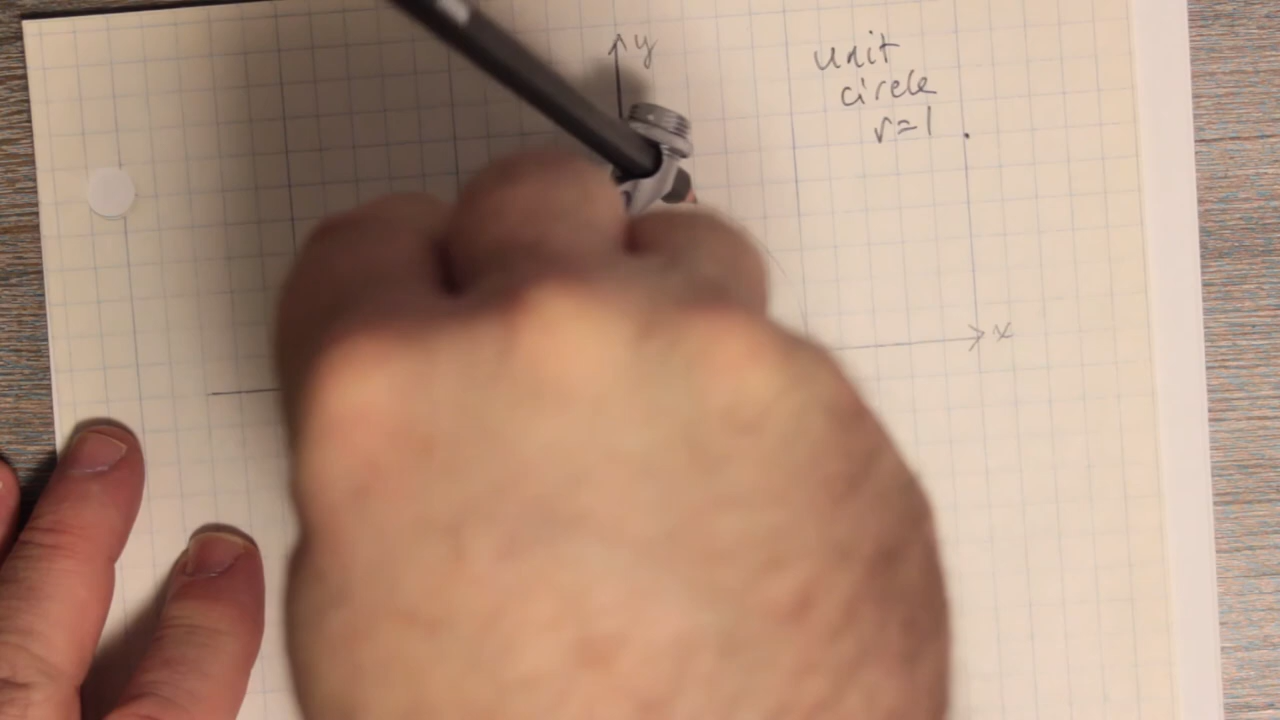 y
unit
circle
r=1
x